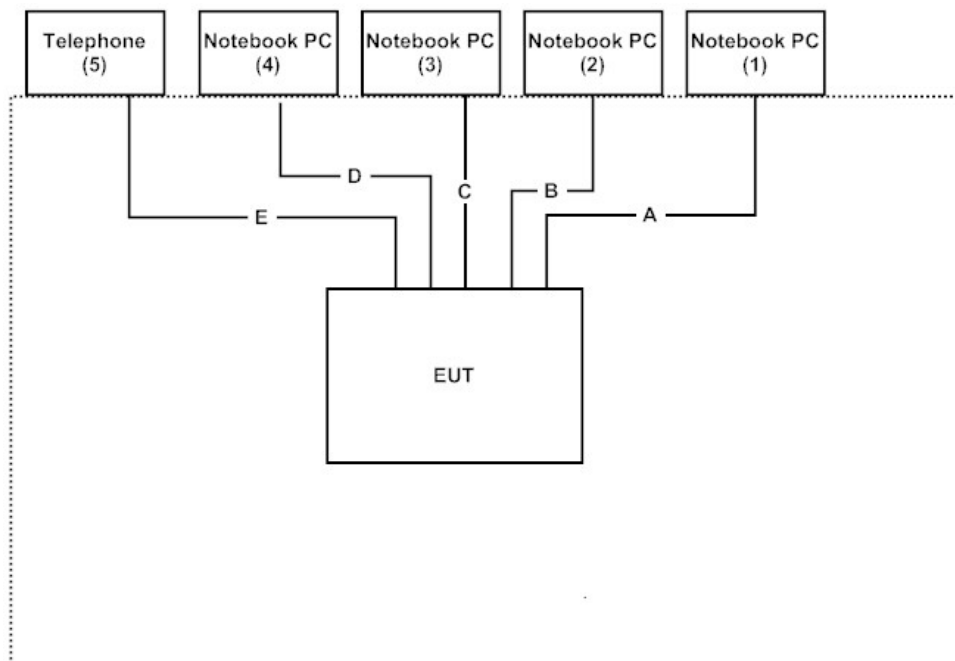 Telephone
(5)
Notebook PC
(4)
Notebook PC
(3)
Notebook PC
(2)
Notebook PC
(1)
D
C
B
E
A
EUT